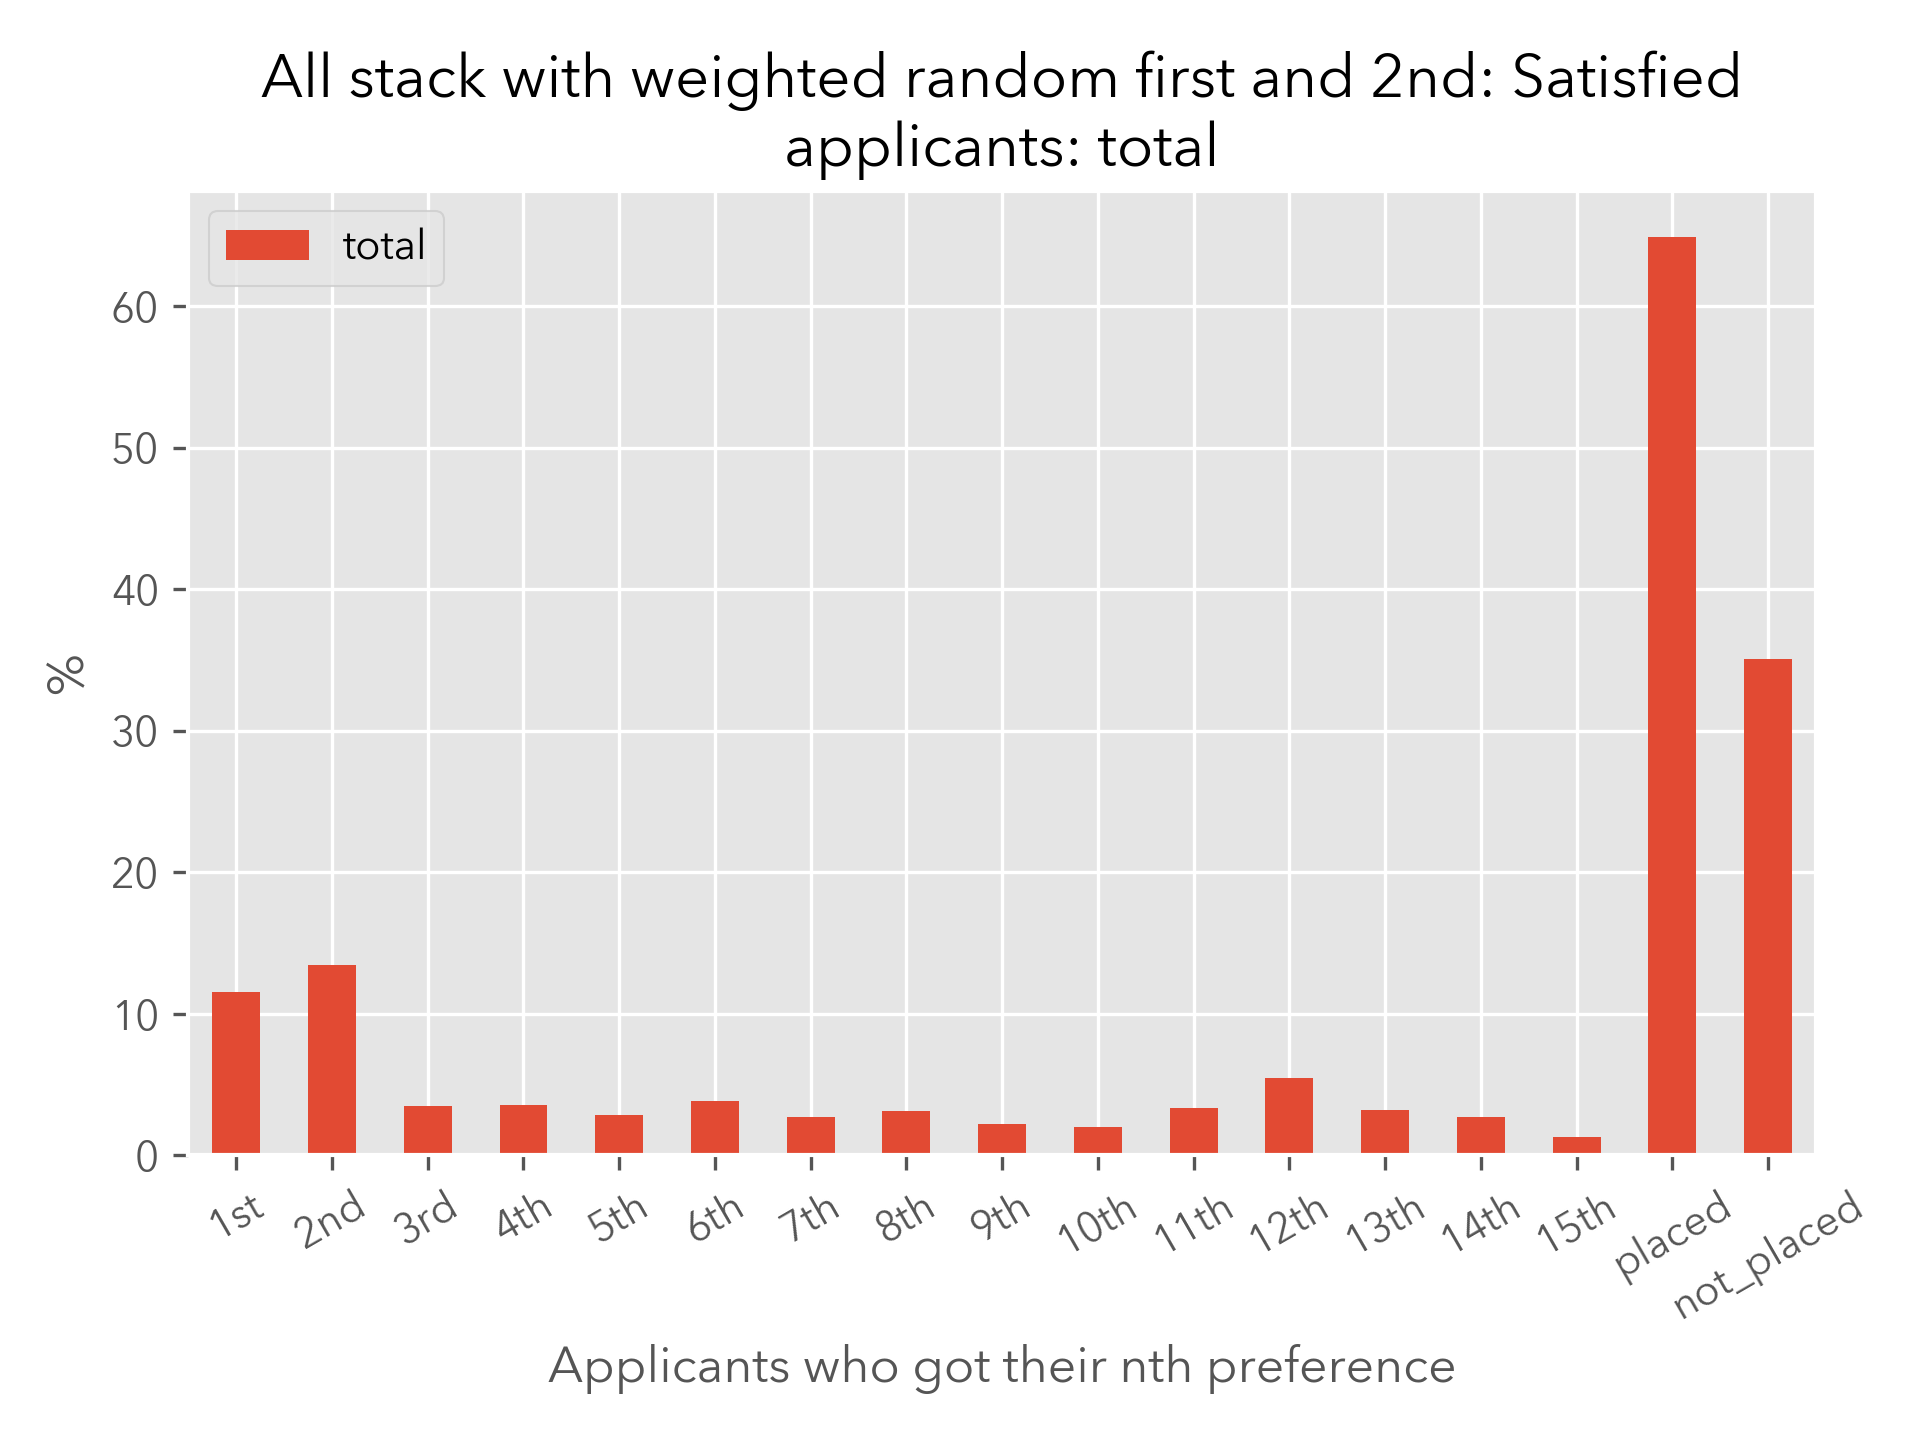 All stack with weighted random first and 2nd: Satisfied
applicants: total
total
60
50
40
30
20
10
0
%
1st
2nd
3rd
4th
5th
6th
7th
8th
9th
10th
11th
12th
13th
14th
15th
placed
not_placed
Applicants who got their nth preference